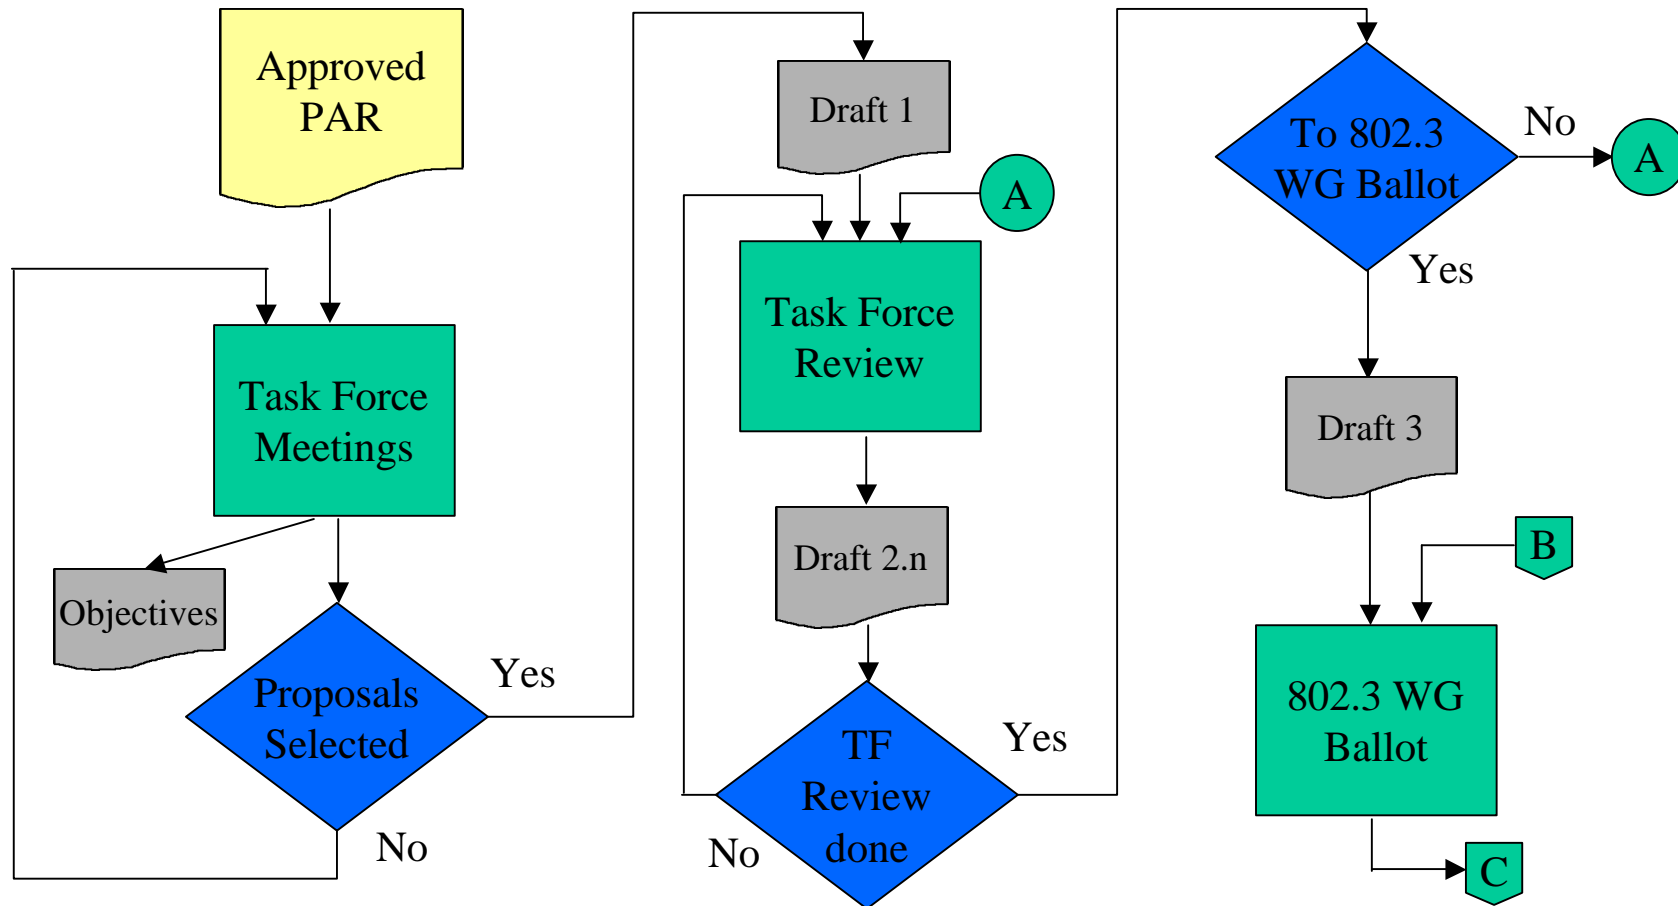 Approved
PAR
Task Force
Meetings
Objectives
Proposals
Selected
Yes
No
Draft 1
A
Task Force
Review
Draft 2.n
TF
Review
done
Yes
No
To 802.3
WG Ballot
No
A
Yes
Draft 3
B
802.3 WG
Ballot
C